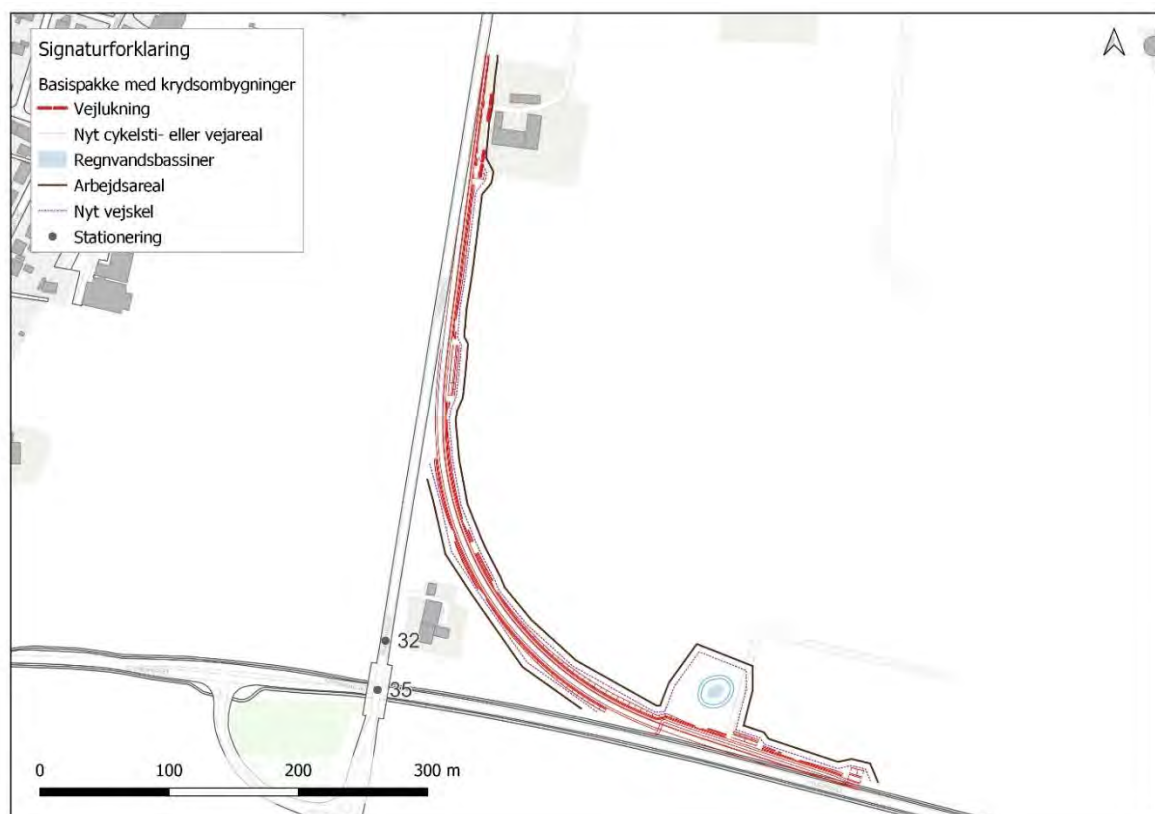 Signaturforklaring
Basispakke med krydsombygninger
Vejlukning
Nyt cykelsti- eller vejareal
Regnvandsbassiner
Arbejdsareal
Nyt vejskel
Stationering
32
35
0 100 200 300 m